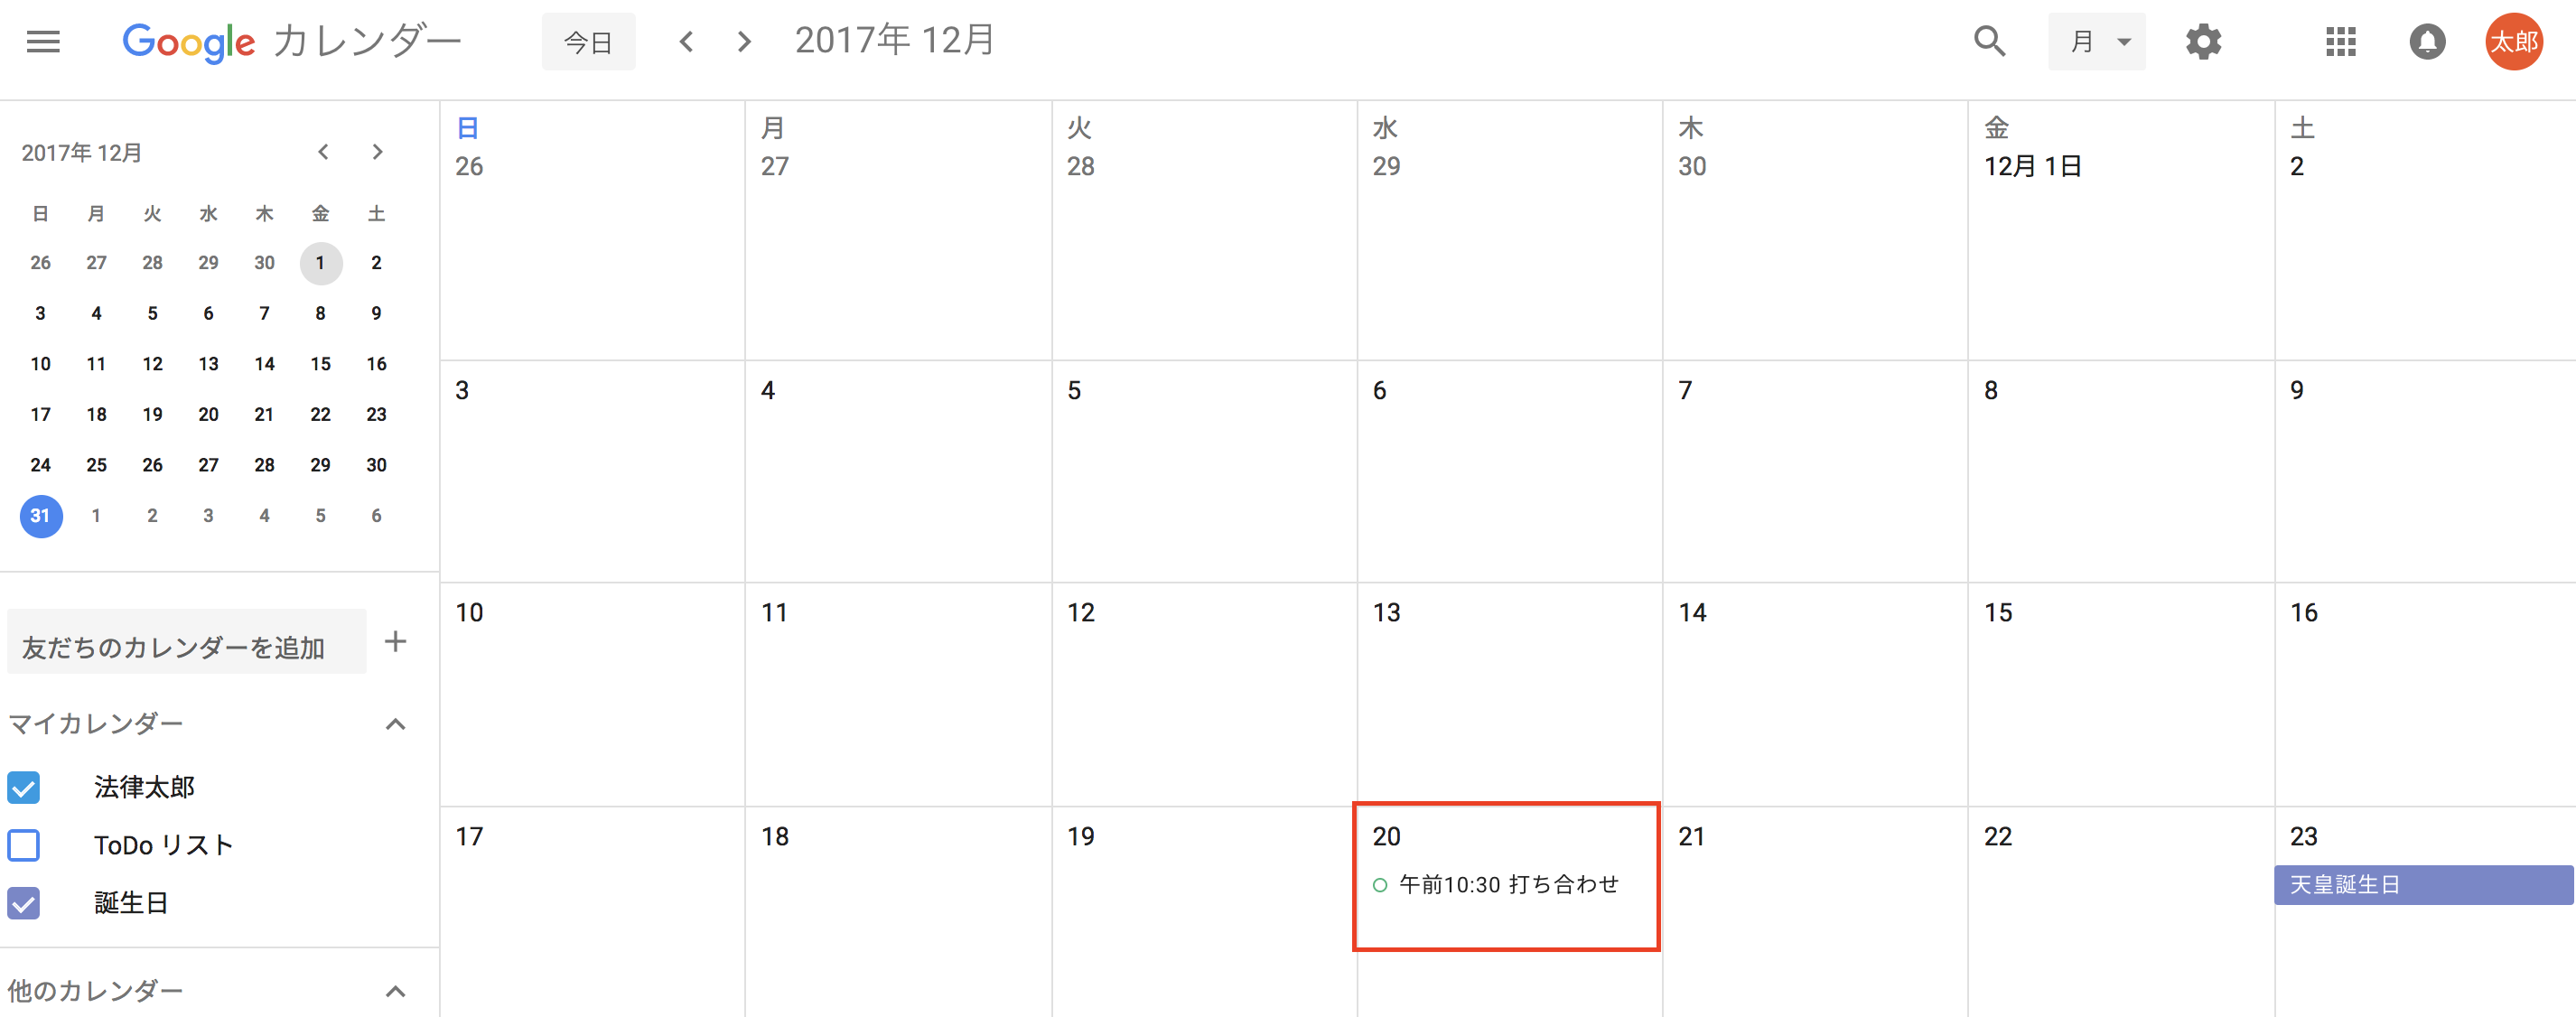 Google カレンダー 今日 2017年 12月 月 太郎
2017年 12月
日 月 火 水 木 金 土
26 27 28 29 30 1 2
3 4 5 6 7 8 9
10 11 12 13 14 15 16
17 18 19 20 21 22 23
24 25 26 27 28 29 30
31 1 2 3 4 5 6
友だちのカレンダーを追加
マイカレンダー
法律太郎
ToDo リスト
誕生日
他のカレンダー
日 月 火 水 木 金 土
26 27 28 29 30 12月 1日 2
3 4 5 6 7 8 9
10 11 12 13 14 15 16
17 18 19 20 21 22 23
午前10:30 打ち合わせ 天皇誕生日